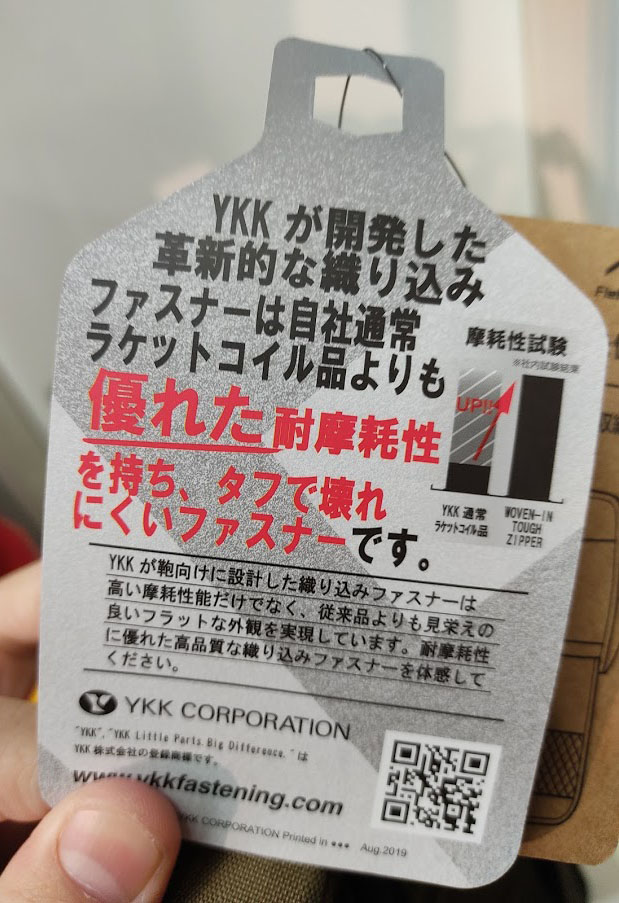 YKK が開発した
革新的な織り込み
ファスナーは自社通常
ラケットコイル品よりも
優れた耐摩耗性
を持ち、タフで壊れ
にくいファスナーです。
摩耗性試験
※社内試験結果
UP!!
YKK 通常
ラケットコイル品
WOVEN-IN
TOUGH
ZIPPER
YKK が鞄向けに設計した織り込みファスナーは
高い摩耗性能だけでなく、従来品よりも見栄えの
良いフラットな外観を実現しています。耐摩耗性
に優れた高品質な織り込みファスナーを体感して
ください。
YKK CORPORATION
"YKK", "YKK Little Parts. Big Difference." は
YKK 株式会社の登録商標です。
www.ykkfastening.com
YKK CORPORATION Printed in ••• Aug.2019